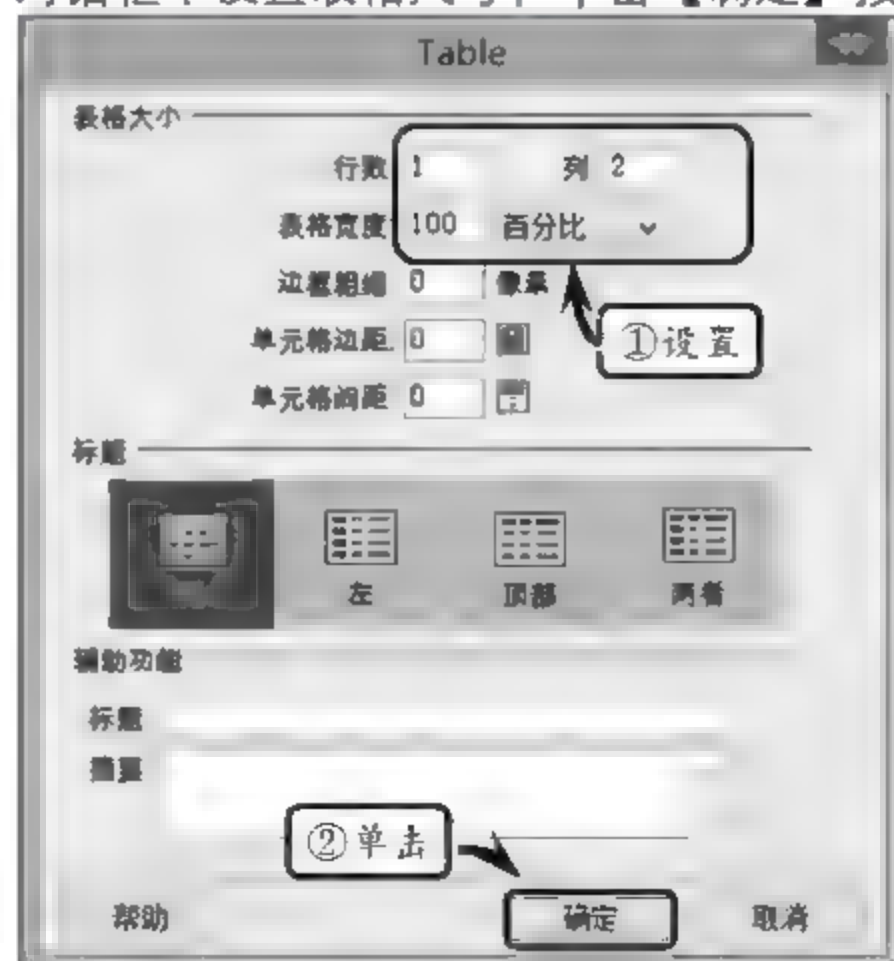 Table
表格大小
行数 1 列 2
表格宽度 100 百分比
边框粗细 0 像素
①设置
单元格边距 0
单元格间距 0
标题
左 顶部 两者
辅助功能
标题
摘要
②单击
帮助 确定 取消